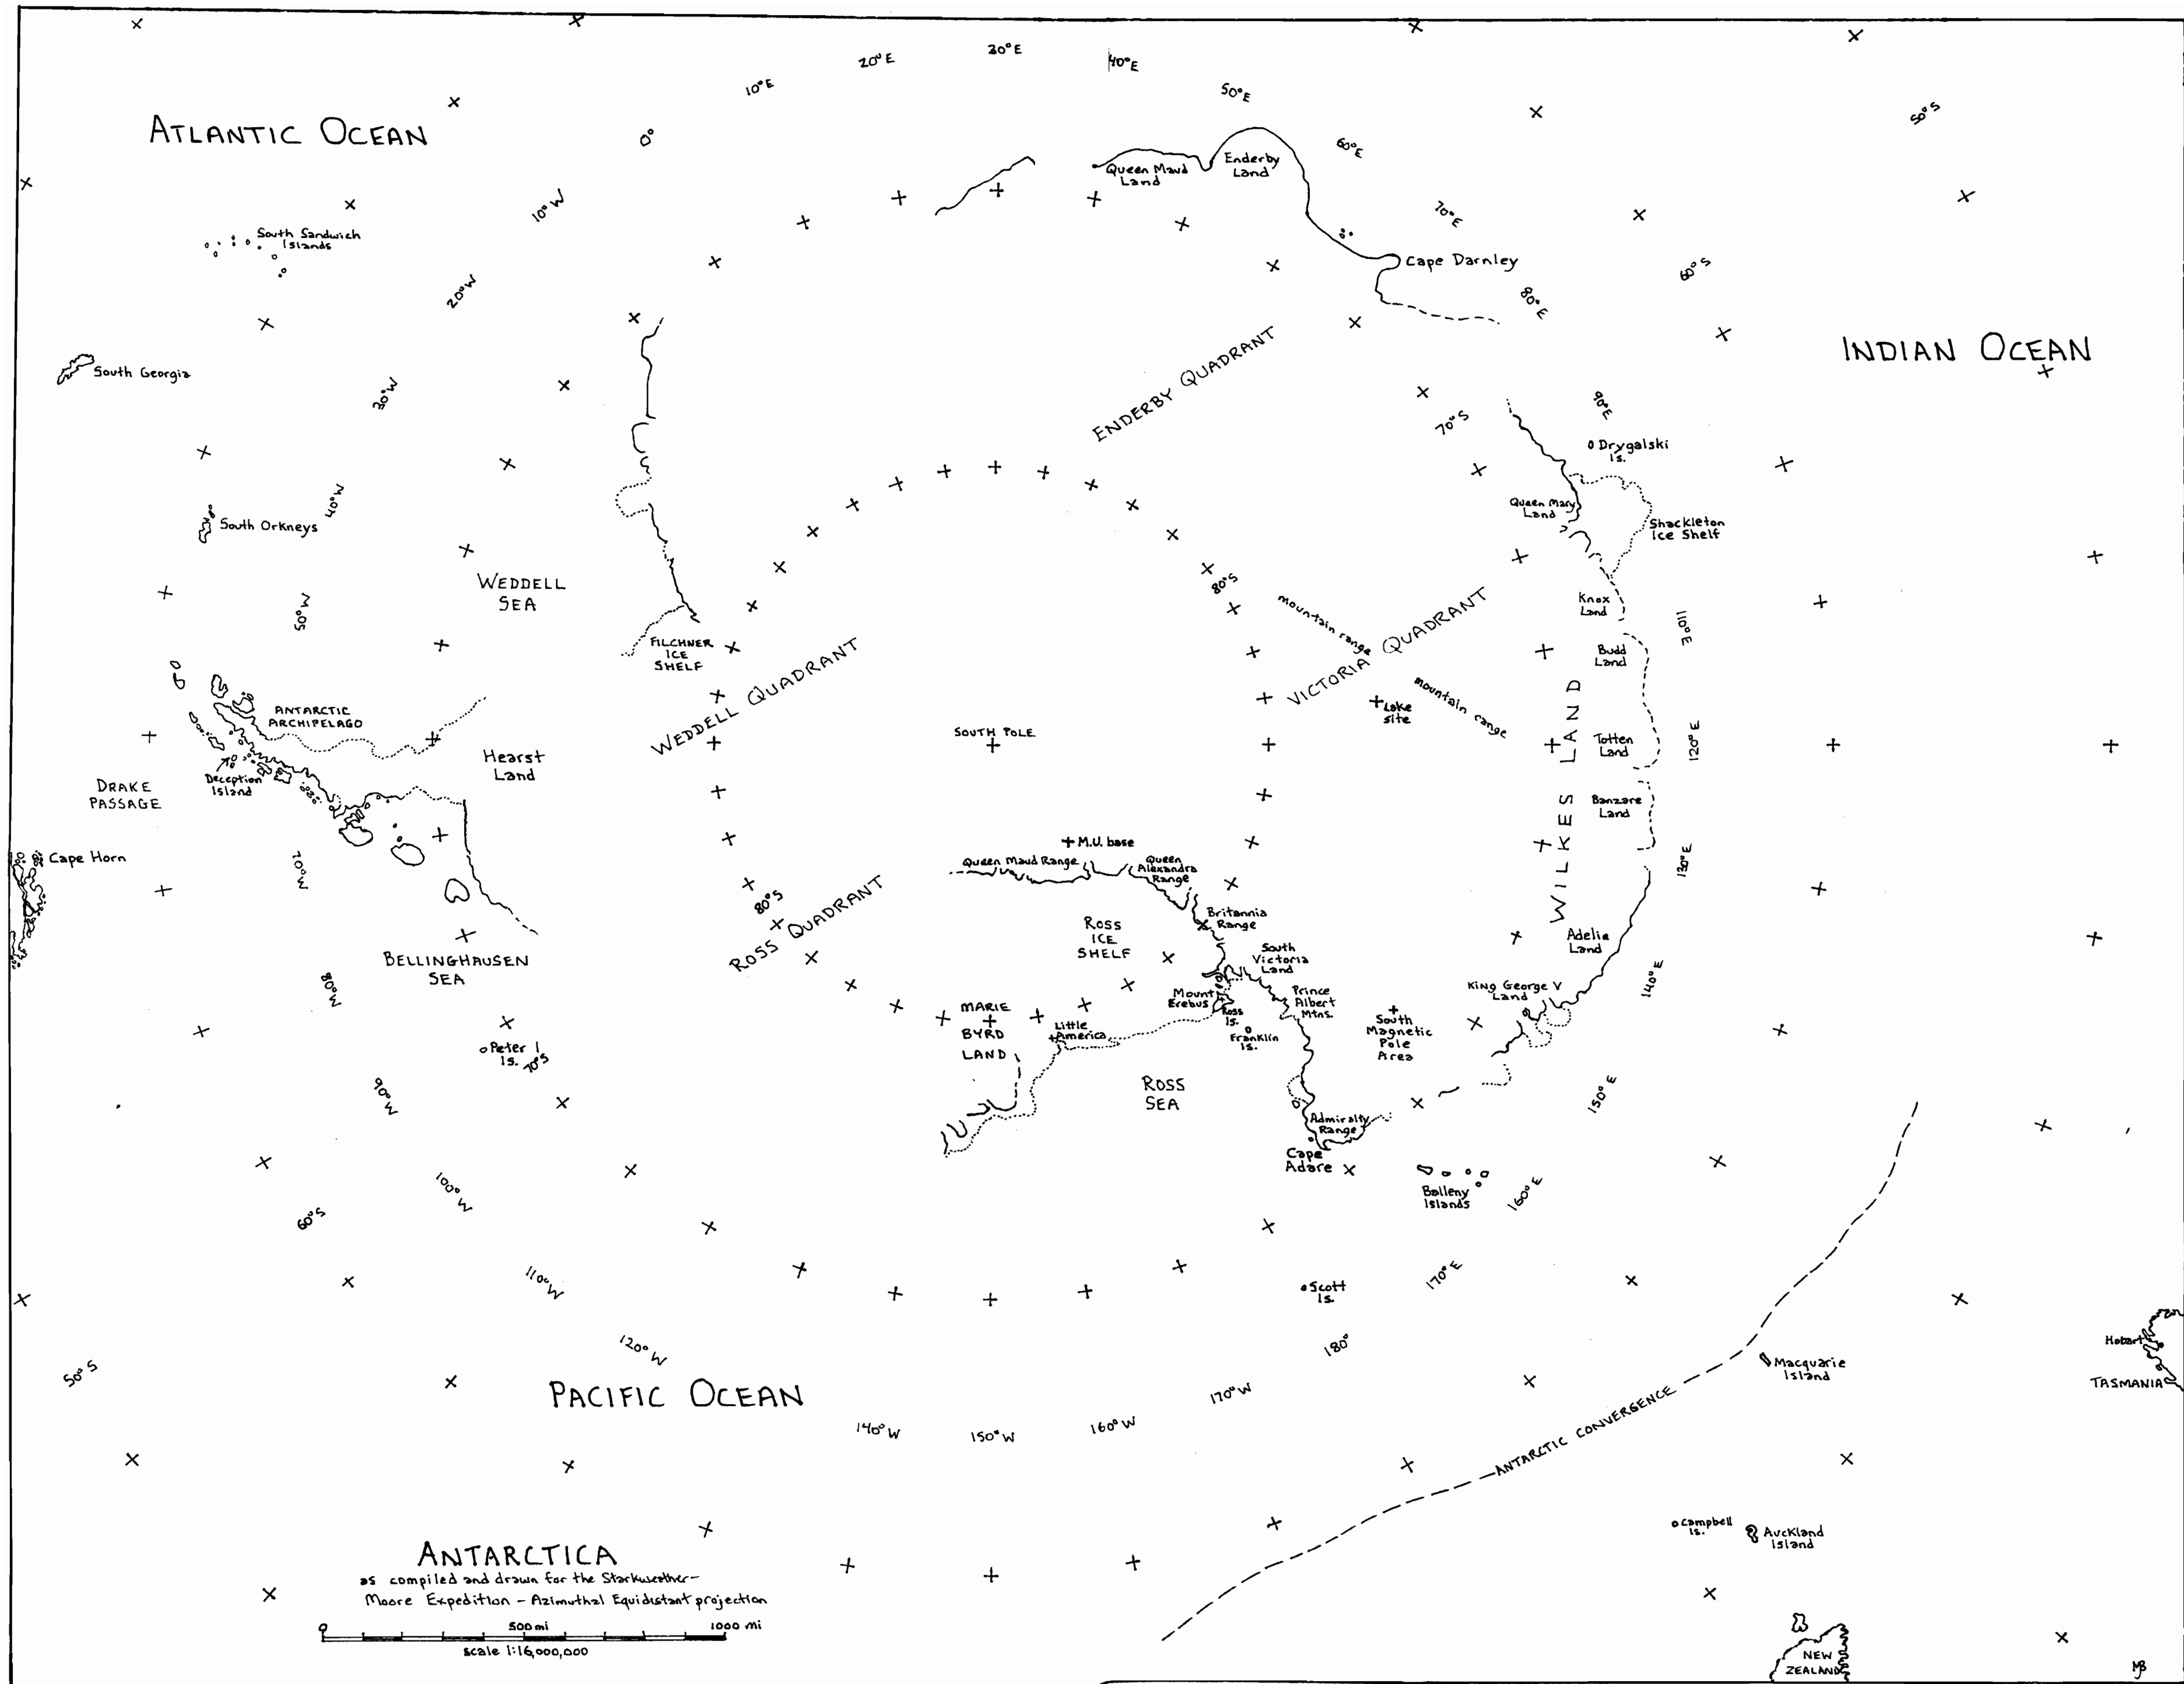 10°E
20°E
30°E
40°E
50°E
60°E
70°E
80°E
90°E
110°E
120°E
130°E
140°E
150°E
160°E
170°E
180°
170°W
160°W
150°W
140°W
120°W
110°W
100°W
90°W
80°W
70°W
50°W
40°W
30°W
20°W
10°W
0°
50°S
60°S
70°S
80°S
80°S
70°S
60°S
50°S
ATLANTIC OCEAN
INDIAN OCEAN
PACIFIC OCEAN
South Sandwich
Islands
South Georgia
South Orkneys
WEDDELL
SEA
FILCHNER
ICE
SHELF
ANTARCTIC
ARCHIPELAGO
Hearst
Land
Deception
Island
DRAKE
PASSAGE
Cape Horn
BELLINGHAUSEN
SEA
Peter I
Is.
Queen Maud
Land
Enderby
Land
Cape Darnley
ENDERBY QUADRANT
VICTORIA QUADRANT
WEDDELL QUADRANT
ROSS QUADRANT
Drygalski
Is.
Queen Mary
Land
Shackleton
Ice Shelf
Knox
Land
Budd
Land
WILKES LAND
Totten
Land
Banzare
Land
Adelia
Land
King George V
Land
mountain range
mountain range
Lake
site
SOUTH POLE
M.U. base
Queen Maud Range
Queen
Alexandra
Range
Britannia
Range
ROSS
ICE
SHELF
South
Victoria
Land
Mount
Erebus
Ross
Is.
Prince
Albert
Mtns.
Franklin
Is.
South
Magnetic
Pole
Area
MARIE
BYRD
LAND
Little
America
ROSS
SEA
Admiralty
Range
Cape
Adare
Balleny
Islands
Scott
Is.
Hobart
TASMANIA
Macquarie
Island
ANTARCTIC CONVERGENCE
Campbell
Is.
Auckland
Island
NEW
ZEALAND
ANTARCTICA
as compiled and drawn for the Starkweather-
Moore Expedition - Azimuthal Equidistant projection
0 500 mi 1000 mi
scale 1:16,000,000
MB